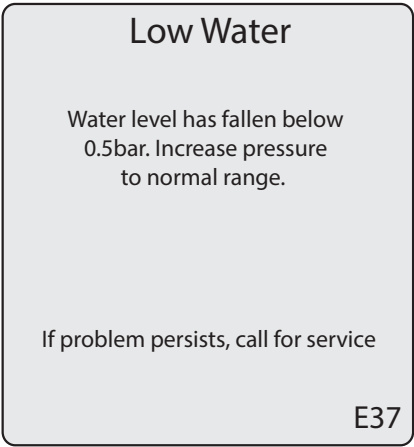 Low Water
Water level has fallen below
0.5bar. Increase pressure
to normal range.
If problem persists, call for service
E37